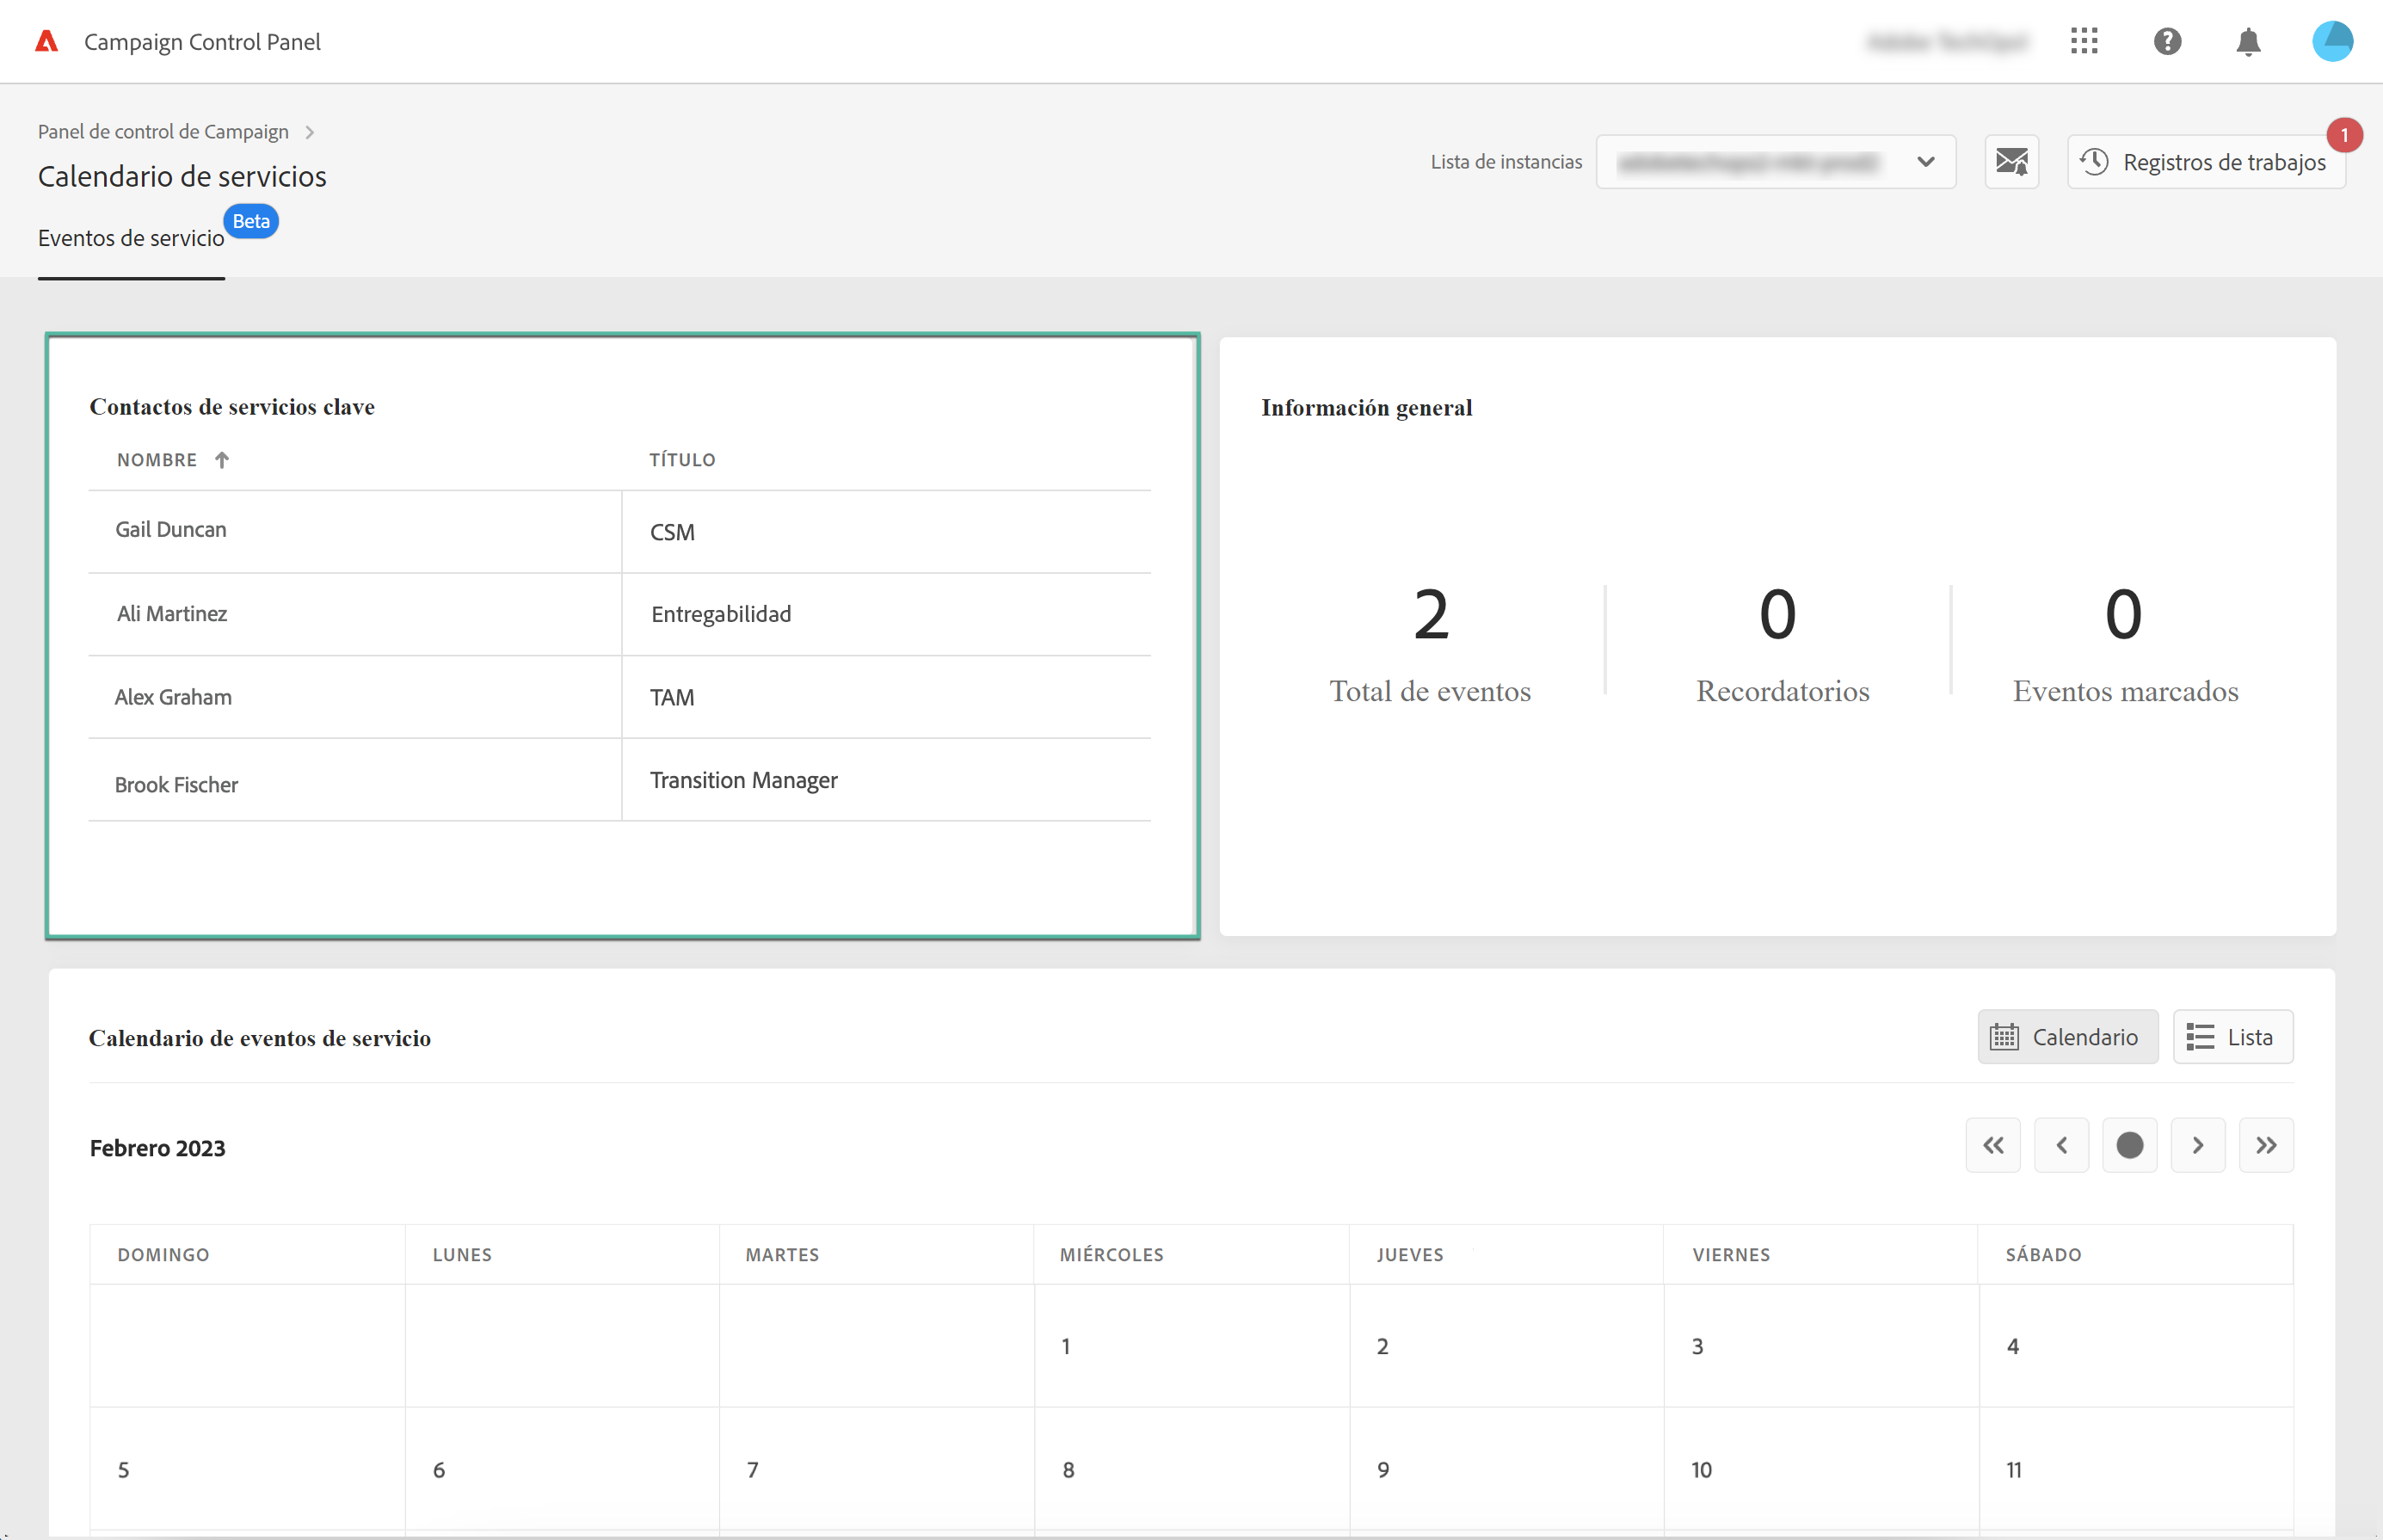 Campaign Control Panel
Panel de control de Campaign
Calendario de servicios
Lista de instancias
Registros de trabajos
1
Eventos de servicio
Beta
Contactos de servicios clave
NOMBRE TÍTULO
Gail Duncan CSM
Ali Martinez Entregabilidad
Alex Graham TAM
Brook Fischer Transition Manager
Información general
2 0 0
Total de eventos Recordatorios Eventos marcados
Calendario de eventos de servicio
Calendario Lista
Febrero 2023
DOMINGO LUNES MARTES MIÉRCOLES JUEVES VIERNES SÁBADO
1 2 3 4
5 6 7 8 9 10 11